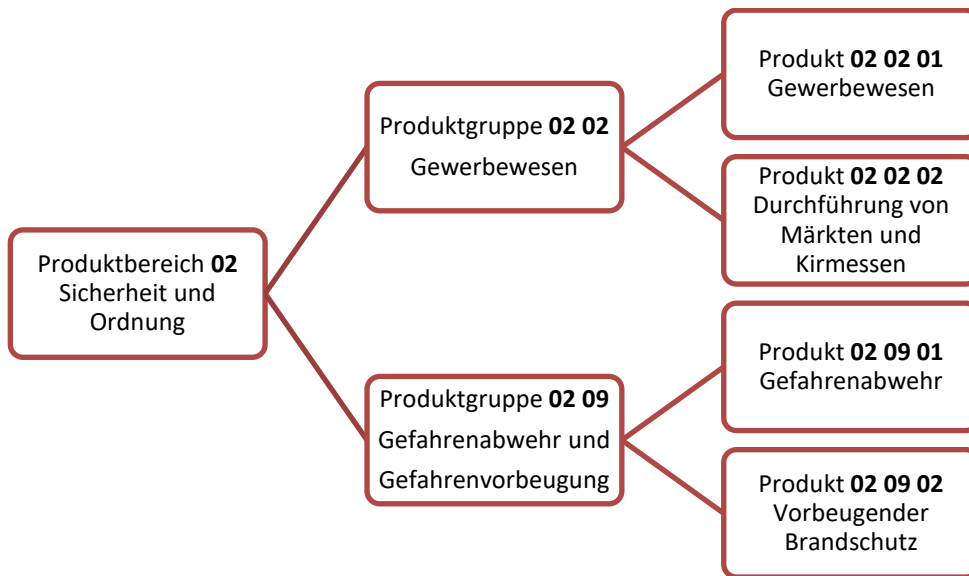 Produktbereich 02
Sicherheit und
Ordnung
Produktgruppe 02 02
Gewerbewesen
Produkt 02 02 01
Gewerbewesen
Produkt 02 02 02
Durchführung von
Märkten und
Kirmessen
Produktgruppe 02 09
Gefahrenabwehr und
Gefahrenvorbeugung
Produkt 02 09 01
Gefahrenabwehr
Produkt 02 09 02
Vorbeugender
Brandschutz